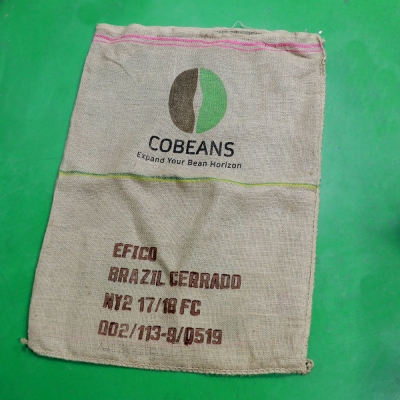 COBEANS
Expand Your Bean Horizon
EFICO
BRAZIL CERRADO
NY2 17/18 FC
002/113-9/0519